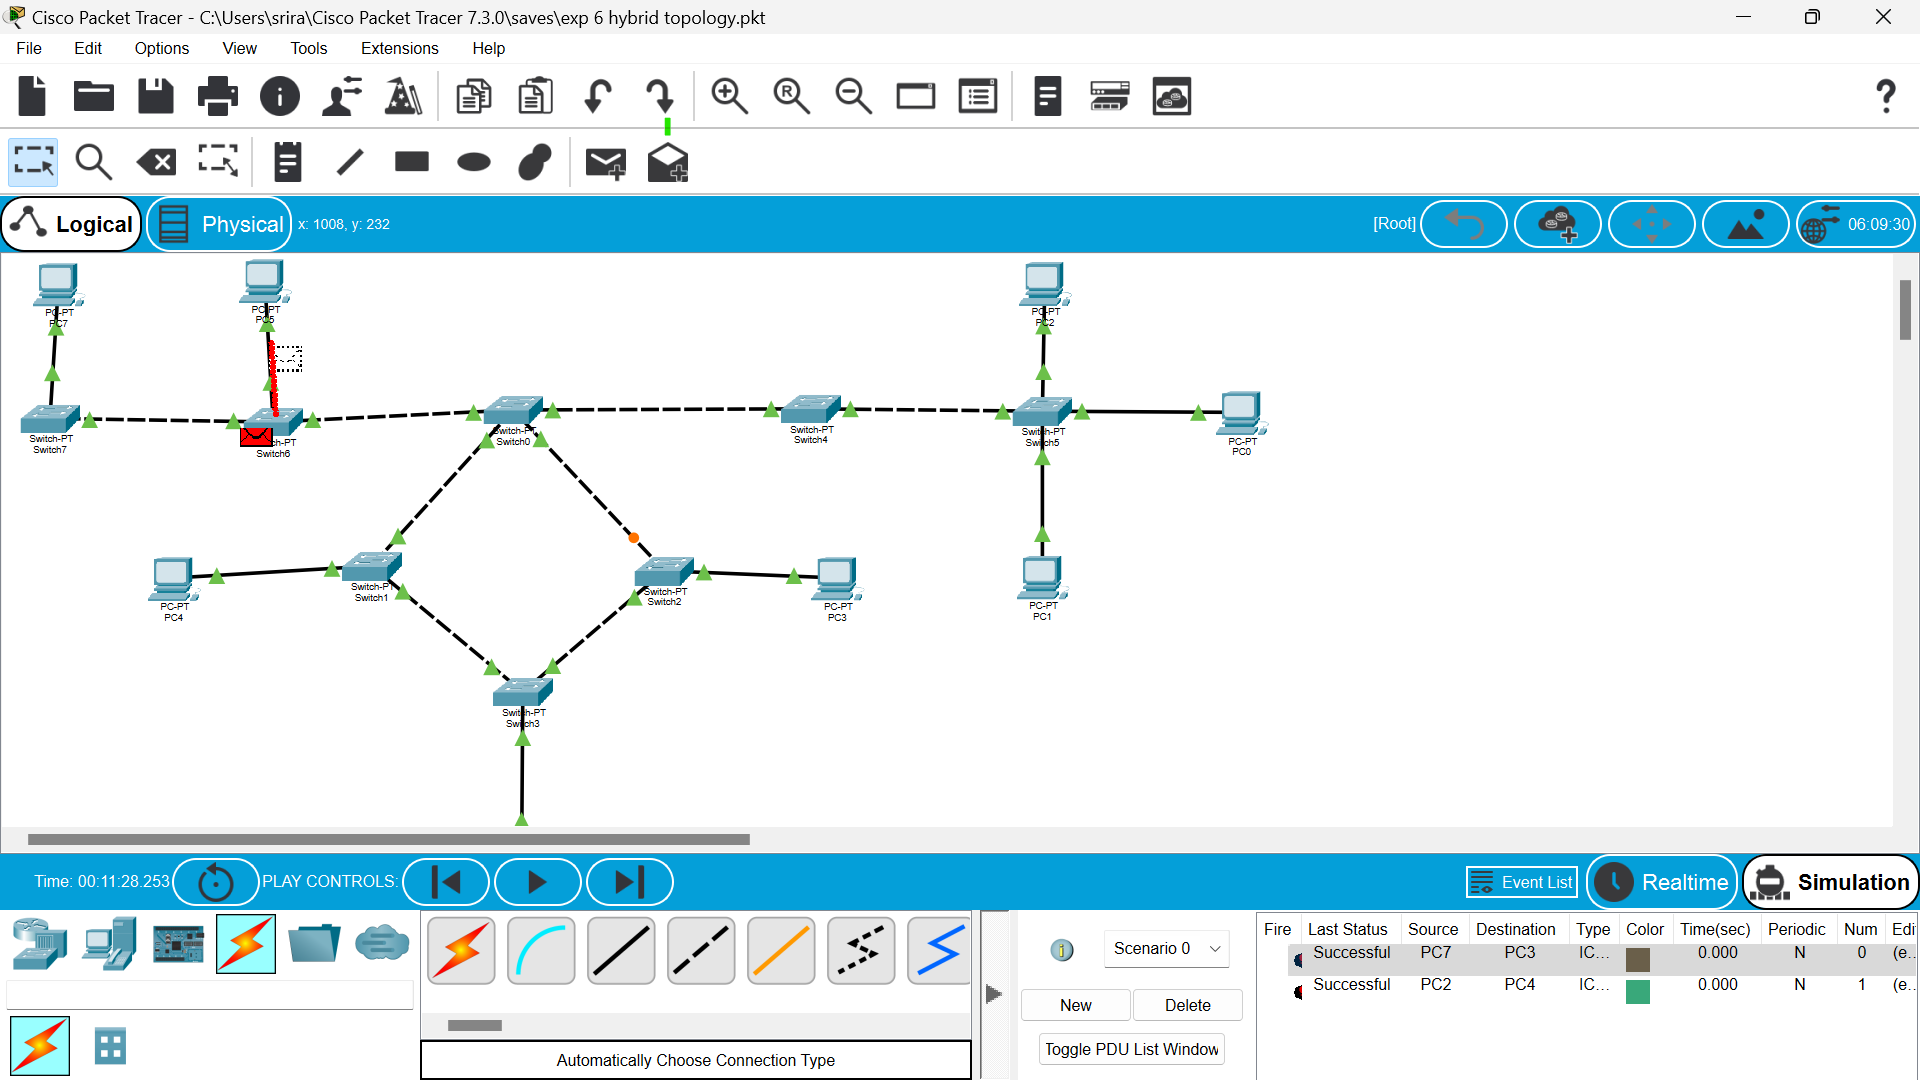 Cisco Packet Tracer - C:\Users\srira\Cisco Packet Tracer 7.3.0\saves\exp 6 hybrid topology.pkt
File Edit Options View Tools Extensions Help
Logical Physical x: 1008, y: 232 [Root] 06:09:30
PC-PT
PC7
PC-PT
PC5
PC-PT
PC2
Switch-PT
Switch7
ch-PT
Switch6
Switch-PT
Switch0
Switch-PT
Switch4
Switch-PT
Switch5
PC-PT
PC0
PC-PT
PC4
Switch-PT
Switch1
Switch-PT
Switch2
PC-PT
PC3
PC-PT
PC1
Switch-PT
Switch3
Time: 00:11:28.253 PLAY CONTROLS: Event List Realtime Simulation
Scenario 0
New Delete
Toggle PDU List Window
Automatically Choose Connection Type
Fire Last Status Source Destination Type Color Time(sec) Periodic Num Edi
Successful PC7 PC3 IC... 0.000 N 0 (e...
Successful PC2 PC4 IC... 0.000 N 1 (e...